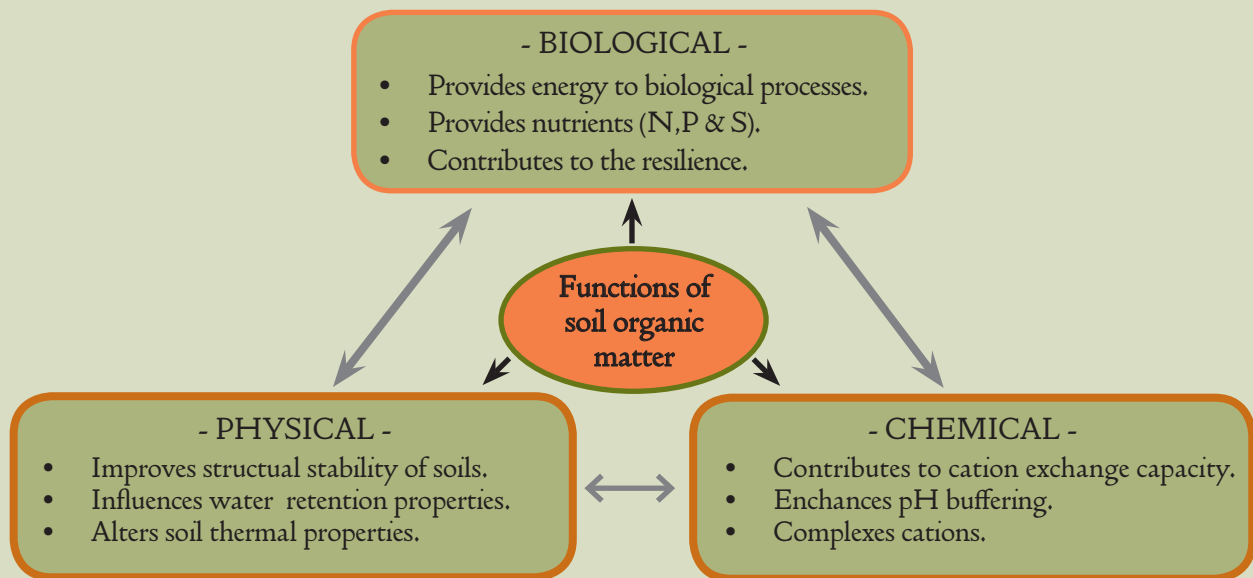 - BIOLOGICAL -
• Provides energy to biological processes.
• Provides nutrients (N,P & S).
• Contributes to the resilience.
Functions of
soil organic
matter
- PHYSICAL -
• Improves structual stability of soils.
• Influences water retention properties.
• Alters soil thermal properties.
- CHEMICAL -
• Contributes to cation exchange capacity.
• Enchances pH buffering.
• Complexes cations.